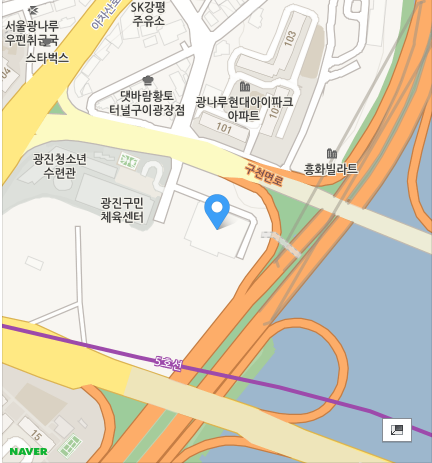 SK강평
주유소
아차산로
서울광나루
우편취급국
스타벅스
104
103
댓바람황토
터널구이광장점
광나루현대아이파크
아파트
102
101
광진청소년
수련관
구천면로
흥화빌라트
광진구민
체육센터
5호선
15
NAVER